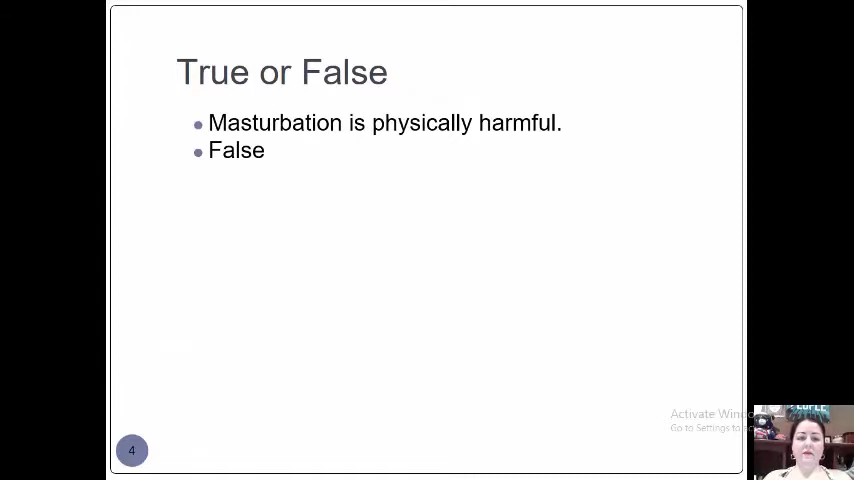 True or False
Masturbation is physically harmful.
False
Activate Windo
Go to Settings to
4